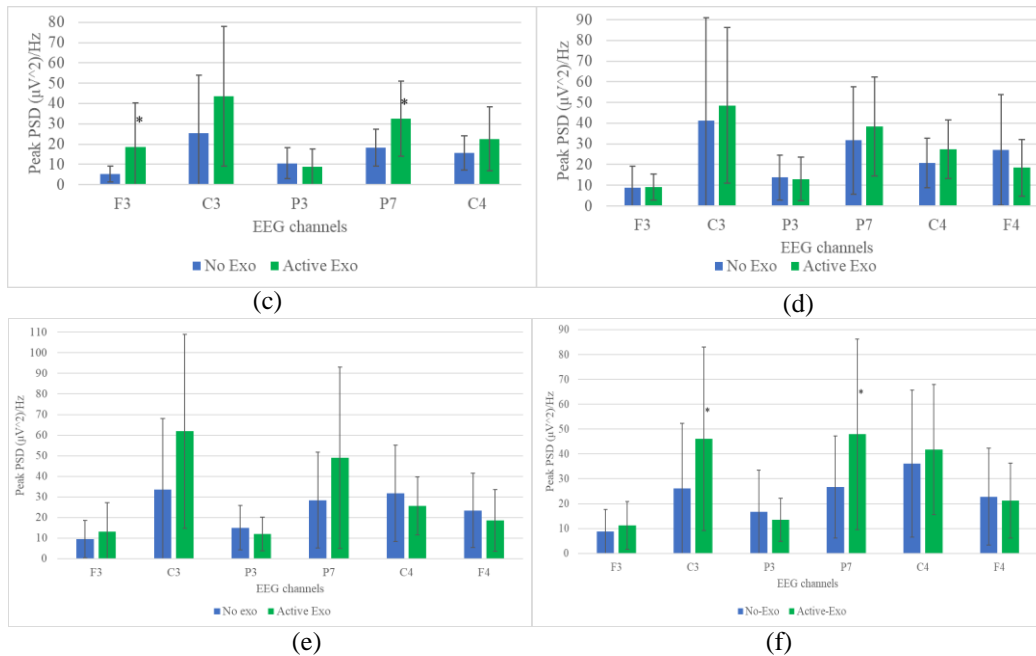 Peak PSD (µV^2)/Hz
80
70
60
50
40
30
20
10
0
*
*
F3 C3 P3 P7 C4
EEG channels
No Exo Active Exo
(c)
Peak PSD (µV^2)/Hz
90
80
70
60
50
40
30
20
10
0
F3 C3 P3 P7 C4 F4
EEG channels
No Exo Active Exo
(d)
Peak PSD (µV^2)/Hz
110
100
90
80
70
60
50
40
30
20
10
0
F3 C3 P3 P7 C4 F4
EEG channels
No exo Active Exo
(e)
Peak PSD (µV^2)/Hz
90
80
70
60
50
40
30
20
10
0
*
*
F3 C3 P3 P7 C4 F4
EEG channels
No-Exo Active-Exo
(f)